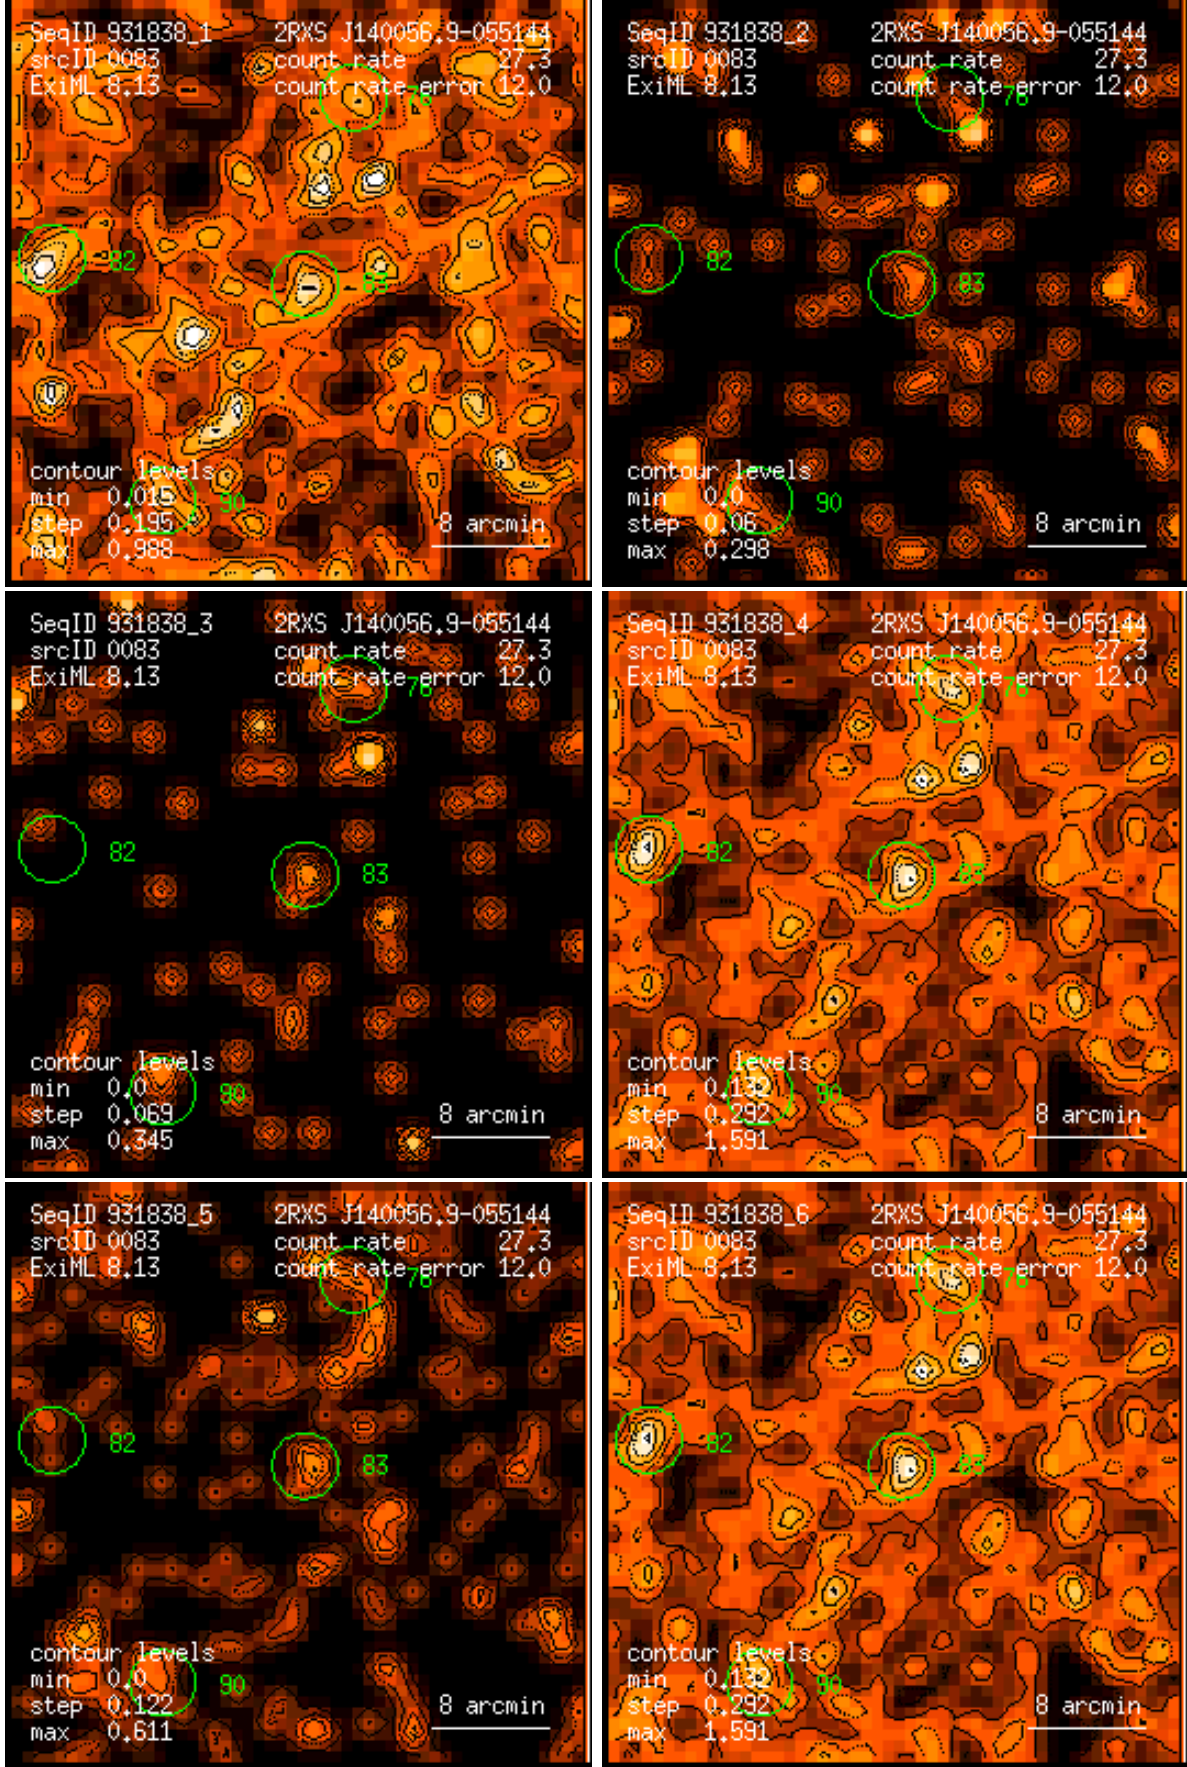 SeqID 931838_1 2RXS J140056.9-055144
srcID 0083 count rate 27.3
ExiML 8.13 count rate error 12.0
76
82
83
contour levels
min 0.015
90
step 0.195
8 arcmin
max 0.988
SeqID 931838_2 2RXS J140056.9-055144
srcID 0083 count rate 27.3
ExiML 8.13 count rate error 12.0
76
82
83
contour levels
min 0.0
90
step 0.06
8 arcmin
max 0.298
SeqID 931838_3 2RXS J140056.9-055144
srcID 0083 count rate 27.3
ExiML 8.13 count rate error 12.0
76
82
83
contour levels
min 0.0
90
step 0.069
8 arcmin
max 0.345
SeqID 931838_4 2RXS J140056.9-055144
srcID 0083 count rate 27.3
ExiML 8.13 count rate error 12.0
76
82
83
contour levels
min 0.132
90
step 0.292
8 arcmin
max 1.591
SeqID 931838_5 2RXS J140056.9-055144
srcID 0083 count rate 27.3
ExiML 8.13 count rate error 12.0
76
82
83
contour levels
min 0.0
90
step 0.122
8 arcmin
max 0.611
SeqID 931838_6 2RXS J140056.9-055144
srcID 0083 count rate 27.3
ExiML 8.13 count rate error 12.0
76
82
83
contour levels
min 0.132
90
step 0.292
8 arcmin
max 1.591